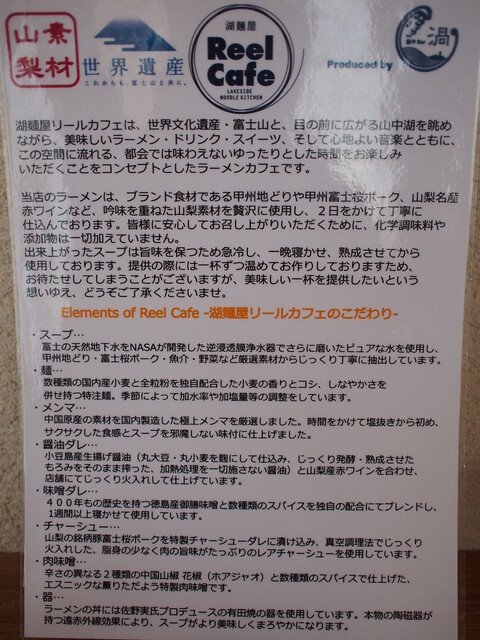 山素
梨材
世界遺産
これからも、富士山と共に。
湖麺屋
Reel
Cafe
LAKESIDE
NOODLE KITCHEN
Produced by
渦
湖麺屋リールカフェは、世界文化遺産・富士山と、目の前に広がる山中湖を眺め
ながら、美味しいラーメン・ドリンク・スイーツ、そして心地よい音楽とともに、
この空間に流れる、都会では味わえないゆったりとした時間をお楽しみ
いただくことをコンセプトとしたラーメンカフェです。
当店のラーメンは、ブランド食材である甲州地どりや甲州富士桜ポーク、山梨名産
赤ワインなど、吟味を重ねた山梨素材を贅沢に使用し、２日をかけて丁寧に
仕込んでおります。皆様に安心してお召し上がりいただくために、化学調味料や
添加物は一切加えていません。
出来上がったスープは旨味を保つため急冷し、一晩寝かせ、熟成させてから
使用しております。提供の際には一杯ずつ温めてお作りしておりますため、
お待たせしてしまうことがございますが、美味しい一杯を提供したいという
想いゆえ、どうぞご了承くださいませ。
Elements of Reel Cafe -湖麺屋リールカフェのこだわり-
・スープ…
富士の天然地下水をNASAが開発した逆浸透膜浄水器でさらに磨いたピュアな水を使用し、
甲州地どり・富士桜ポーク・魚介・野菜など厳選素材からじっくり丁寧に抽出しています。
・麺…
数種類の国内産小麦と全粒粉を独自配合した小麦の香りとコシ、しなやかさを
併せ持つ特注麺。季節によって加水率や加塩量等の調整をしています。
・メンマ…
中国原産の素材を国内製造した極上メンマを厳選しました。時間をかけて塩抜きから初め、
サクサクした食感とスープを邪魔しない味付に仕上げました。
・醤油ダレ…
小豆島産生揚げ醤油（丸大豆・丸小麦を麹にして仕込み、じっくり発酵・熟成させた
もろみをそのまま搾った、加熱処理を一切施さない醤油）と山梨産赤ワインを合わせ、
店舗にてじっくり火入れして仕上げています。
・味噌ダレ…
４００年もの歴史を持つ徳島産御膳味噌と数種類のスパイスを独自の配合にてブレンドし、
1週間以上寝かせて使用しています。
・チャーシュー…
山梨の銘柄豚富士桜ポークを特製チャーシューダレに漬け込み、真空調理法でじっくり
火入れした、脂身の少なく肉の旨味がたっぷりのレアチャーシューを使用しています。
・肉味噌…
辛さの異なる２種類の中国山椒 花椒（ホアジャオ）と数種類のスパイスで仕上げた、
エスニックな薫りただよう特製肉味噌です。
・器…
ラーメンの丼には佐野実氏プロデュースの有田焼の器を使用しています。本物の陶磁器が
持つ遠赤外線効果により、スープがより美味しくまろやかになります。